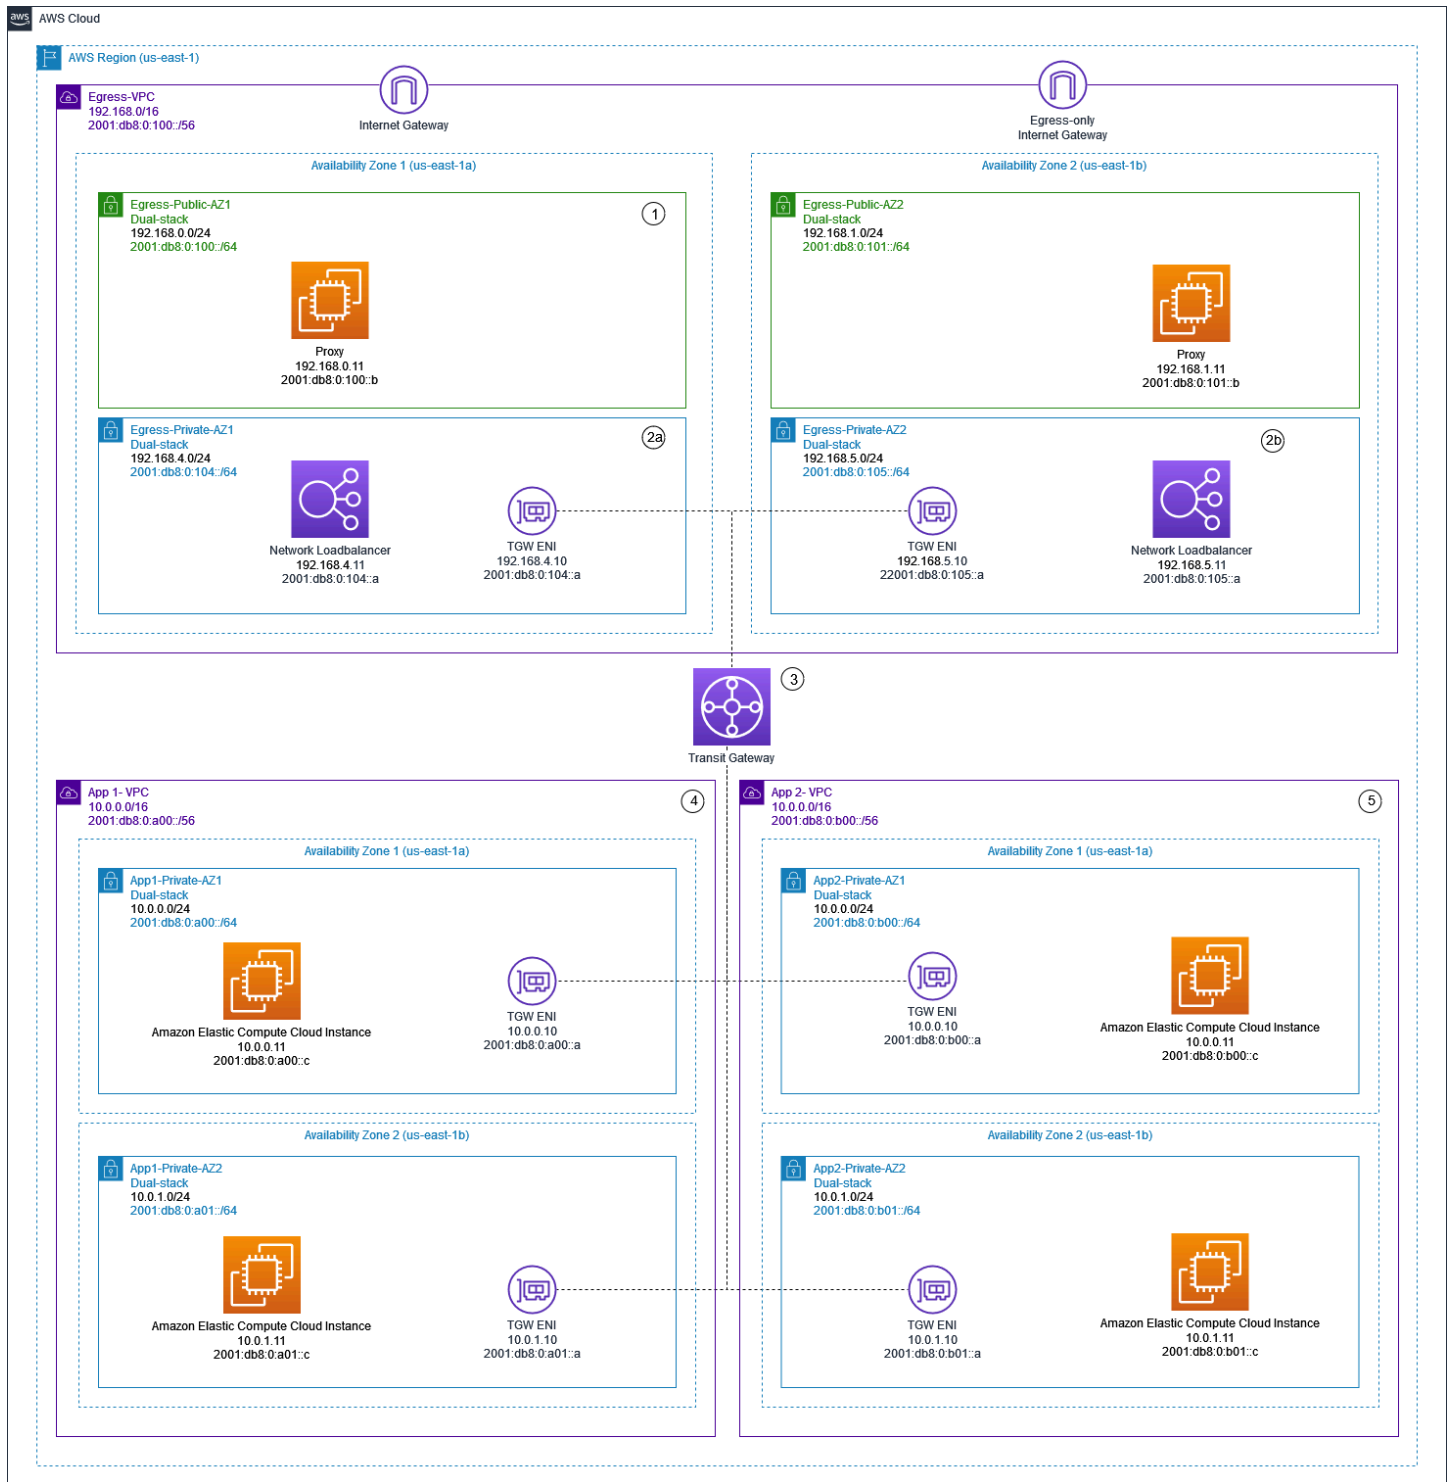 aws
AWS Cloud
AWS Region (us-east-1)
Egress-VPC
192.168.0/16
2001:db8:0:100::/56
Internet Gateway
Egress-only
Internet Gateway
Availability Zone 1 (us-east-1a)
Availability Zone 2 (us-east-1b)
Egress-Public-AZ1
Dual-stack
192.168.0.0/24
2001:db8:0:100::/64
1
Proxy
192.168.0.11
2001:db8:0:100::b
Egress-Public-AZ2
Dual-stack
192.168.1.0/24
2001:db8:0:101::/64
Proxy
192.168.1.11
2001:db8:0:101::b
Egress-Private-AZ1
Dual-stack
192.168.4.0/24
2001:db8:0:104::/64
2a
Network Loadbalancer
192.168.4.11
2001:db8:0:104::a
TGW ENI
192.168.4.10
2001:db8:0:104::a
Egress-Private-AZ2
Dual-stack
192.168.5.0/24
2001:db8:0:105::/64
2b
TGW ENI
192.168.5.10
22001:db8:0:105::a
Network Loadbalancer
192.168.5.11
2001:db8:0:105::a
3
Transit Gateway
App 1- VPC
10.0.0.0/16
2001:db8:0:a00::/56
4
Availability Zone 1 (us-east-1a)
App1-Private-AZ1
Dual-stack
10.0.0.0/24
2001:db8:0:a00::/64
Amazon Elastic Compute Cloud Instance
10.0.0.11
2001:db8:0:a00::c
TGW ENI
10.0.0.10
2001:db8:0:a00::a
Availability Zone 2 (us-east-1b)
App1-Private-AZ2
Dual-stack
10.0.1.0/24
2001:db8:0:a01::/64
Amazon Elastic Compute Cloud Instance
10.0.1.11
2001:db8:0:a01::c
TGW ENI
10.0.1.10
2001:db8:0:a01::a
App 2- VPC
10.0.0.0/16
2001:db8:0:b00::/56
5
Availability Zone 1 (us-east-1a)
App2-Private-AZ1
Dual-stack
10.0.0.0/24
2001:db8:0:b00::/64
TGW ENI
10.0.0.10
2001:db8:0:b00::a
Amazon Elastic Compute Cloud Instance
10.0.0.11
2001:db8:0:b00::c
Availability Zone 2 (us-east-1b)
App2-Private-AZ2
Dual-stack
10.0.1.0/24
2001:db8:0:b01::/64
TGW ENI
10.0.1.10
2001:db8:0:b01::a
Amazon Elastic Compute Cloud Instance
10.0.1.11
2001:db8:0:b01::c